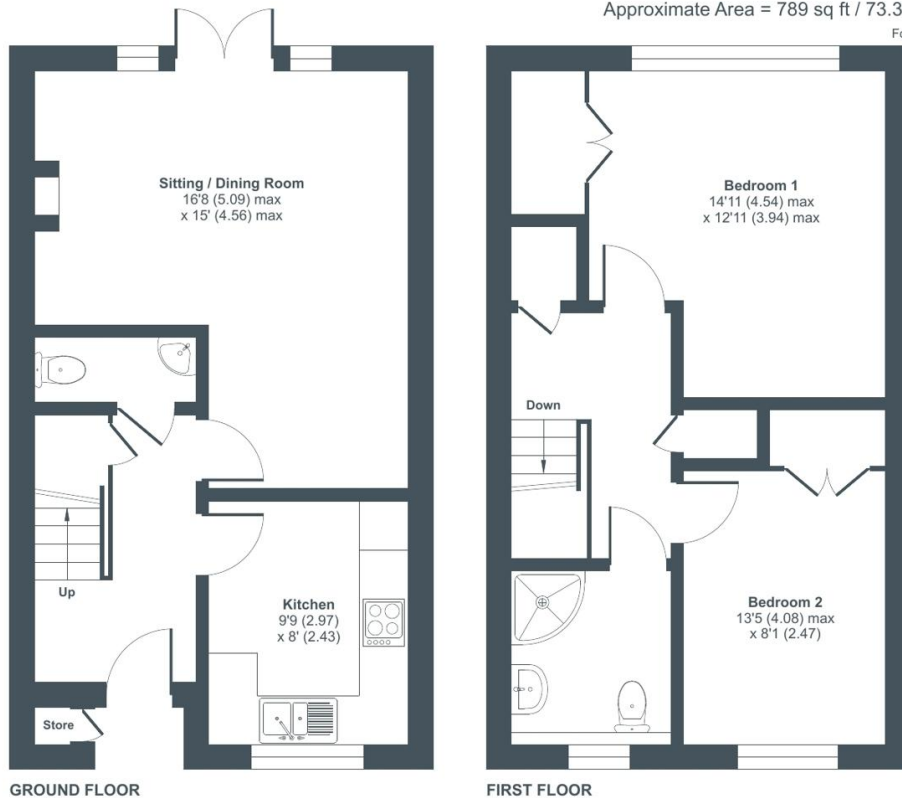 Approximate Area = 789 sq ft / 73.3
Sitting / Dining Room
16'8 (5.09) max
x 15' (4.56) max
Up
Kitchen
9'9 (2.97)
x 8' (2.43)
Store
GROUND FLOOR
Bedroom 1
14'11 (4.54) max
x 12'11 (3.94) max
Down
Bedroom 2
13'5 (4.08) max
x 8'1 (2.47)
FIRST FLOOR